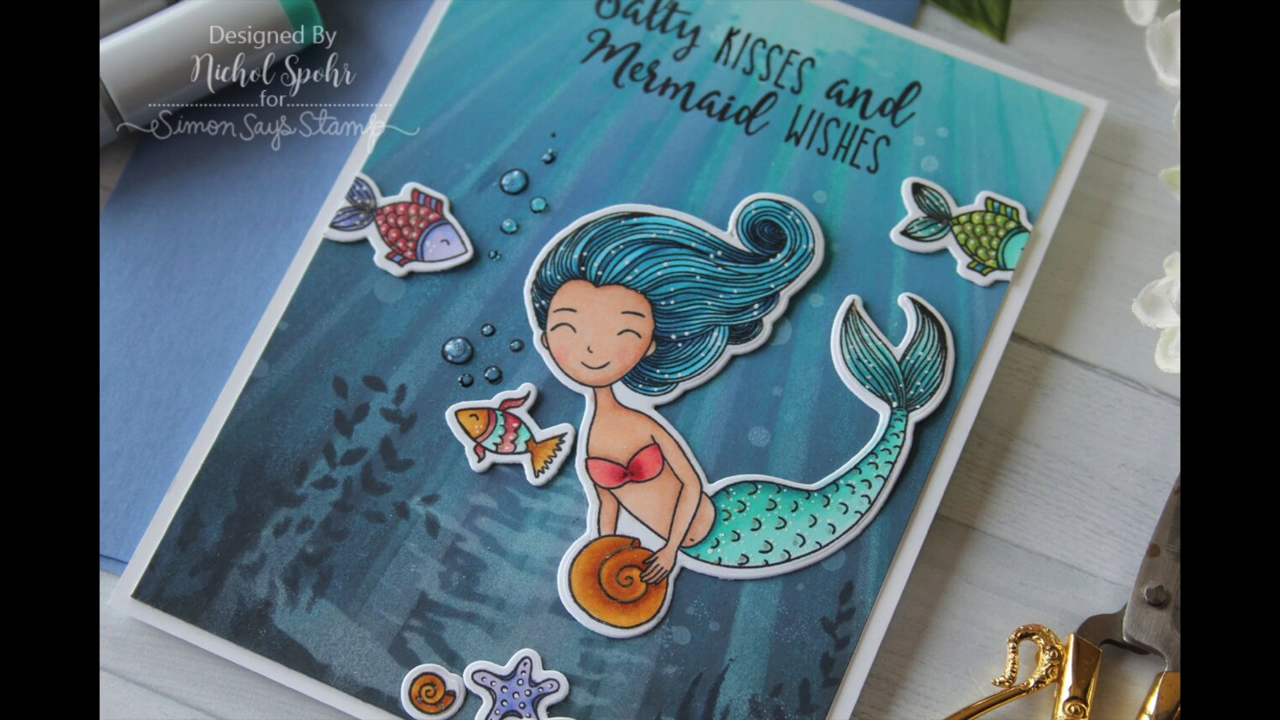 Designed By
Nichol Spohr
for
Simon Says Stamp
Salty KISSES and
Mermaid WISHES